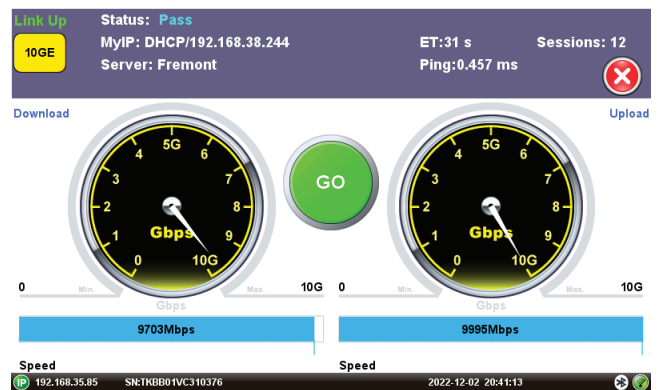 Link Up
Status: Pass
10GE
MyIP: DHCP/192.168.38.244
ET:31 s
Sessions: 12
Server: Fremont
Ping:0.457 ms
Download
Upload
0
1
2
3
4
5G
6
7
8
9
10G
Gbps
GO
0
1
2
3
4
5G
6
7
8
9
10G
Gbps
0
Min.
Max.
10G
Gbps
0
Min.
Max.
10G
Gbps
9703Mbps
9995Mbps
Speed
Speed
IP 192.168.35.85
SN:TKBB01VC310376
2022-12-02 20:41:13